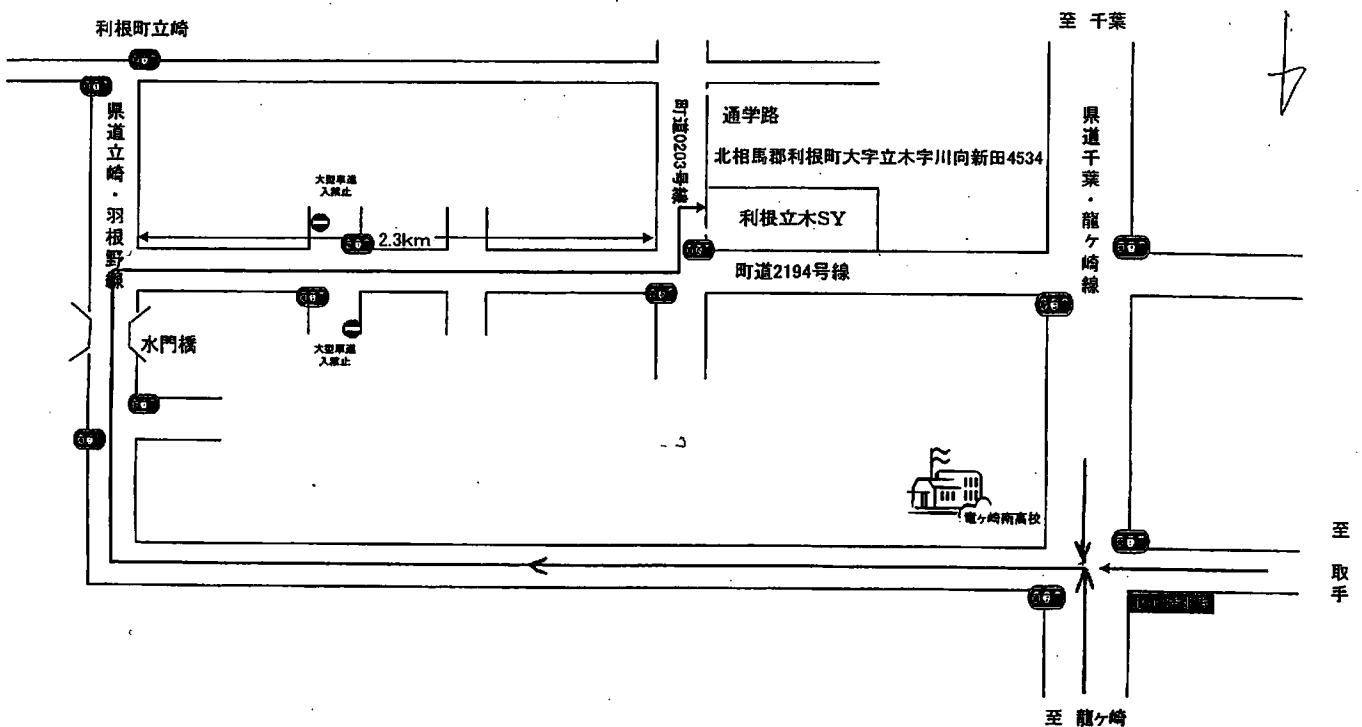 利根町立崎
至 千葉
県道立崎・羽根野線
町道0203号線
通学路
北相馬郡利根町大字立木字川向新田4534
県道千葉・龍ヶ崎線
大型車進
入禁止
利根立木SY
2.3km
町道2194号線
水門橋
大型車進
入禁止
竜ヶ崎南高校
至 取手
至 龍ヶ崎